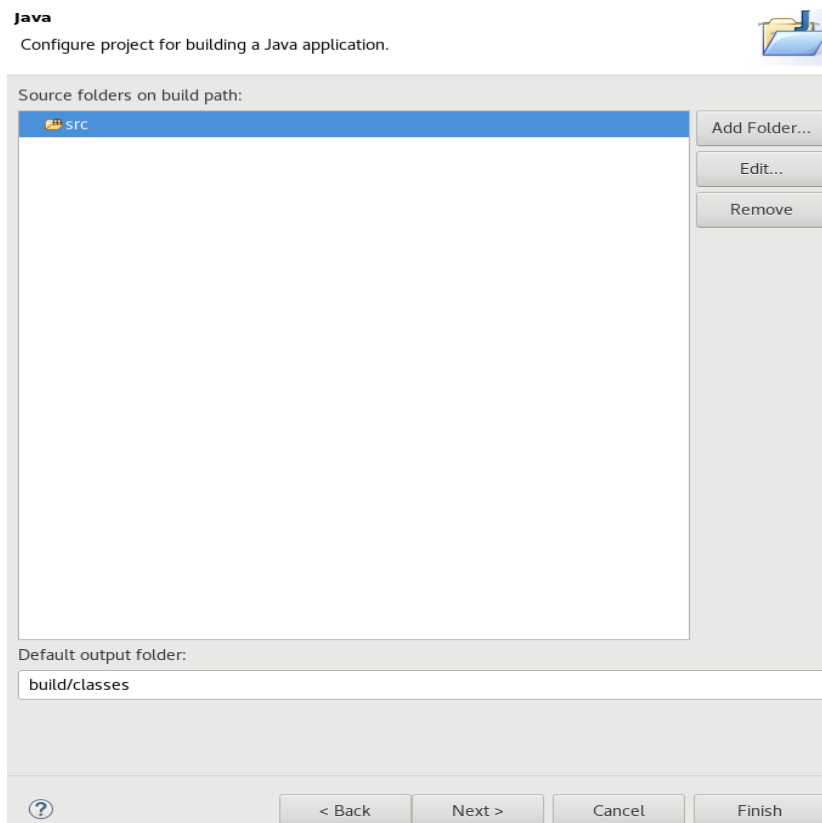 Java
Configure project for building a Java application.
Source folders on build path:
src
Add Folder...
Edit...
Remove
Default output folder:
build/classes
?
< Back
Next >
Cancel
Finish